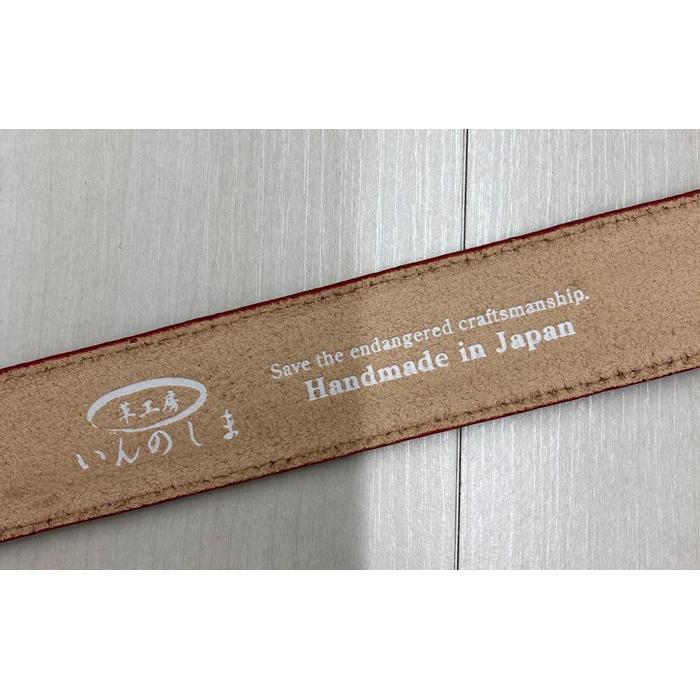 革工房
いんのしま
Save the endangered craftsmanship.
Handmade in Japan